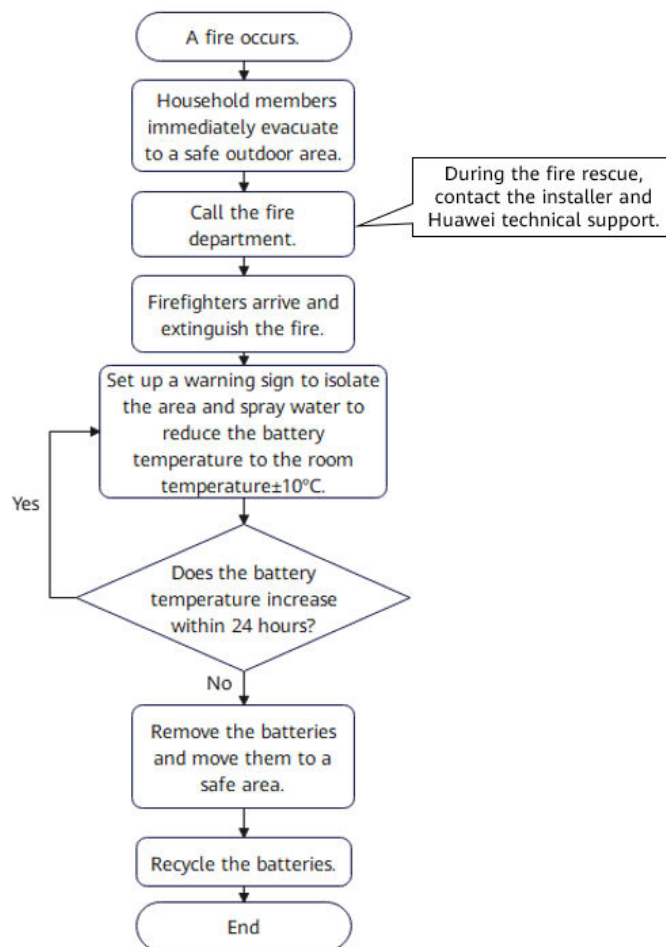 A fire occurs.
Household members
immediately evacuate
to a safe outdoor area.
During the fire rescue,
contact the installer and
Huawei technical support.
Call the fire
department.
Firefighters arrive and
extinguish the fire.
Set up a warning sign to isolate
the area and spray water to
reduce the battery
temperature to the room
temperature±10°C.
Yes
Does the battery
temperature increase
within 24 hours?
No
Remove the batteries
and move them to a
safe area.
Recycle the batteries.
End